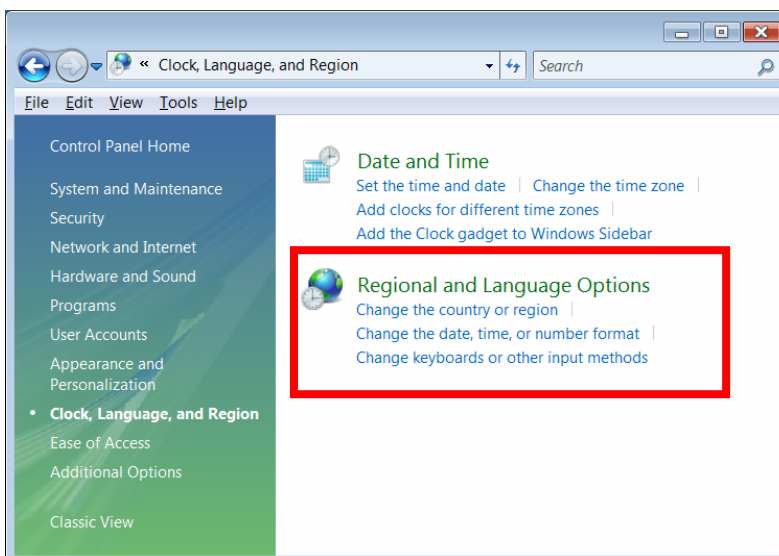 « Clock, Language, and Region
Search
File Edit View Tools Help
Control Panel Home
System and Maintenance
Security
Network and Internet
Hardware and Sound
Programs
User Accounts
Appearance and
Personalization
• Clock, Language, and Region
Ease of Access
Additional Options
Classic View
Date and Time
Set the time and date | Change the time zone |
Add clocks for different time zones |
Add the Clock gadget to Windows Sidebar
Regional and Language Options
Change the country or region |
Change the date, time, or number format |
Change keyboards or other input methods